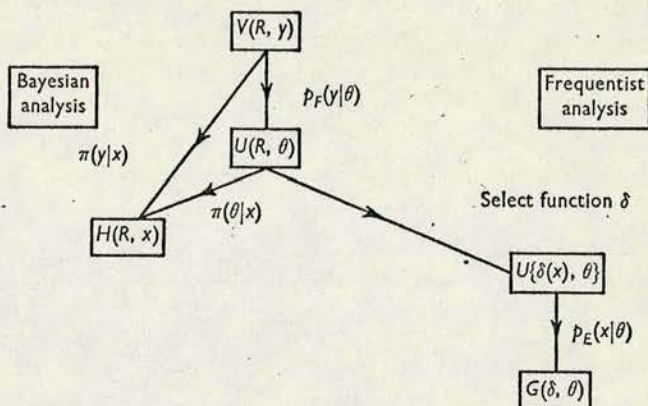 V(R, y)
Bayesian
analysis
Frequentist
analysis
p_F(y|θ)
π(y|x)
U(R, θ)
π(θ|x)
Select function δ
H(R, x)
U{δ(x), θ}
p_E(x|θ)
G(δ, θ)